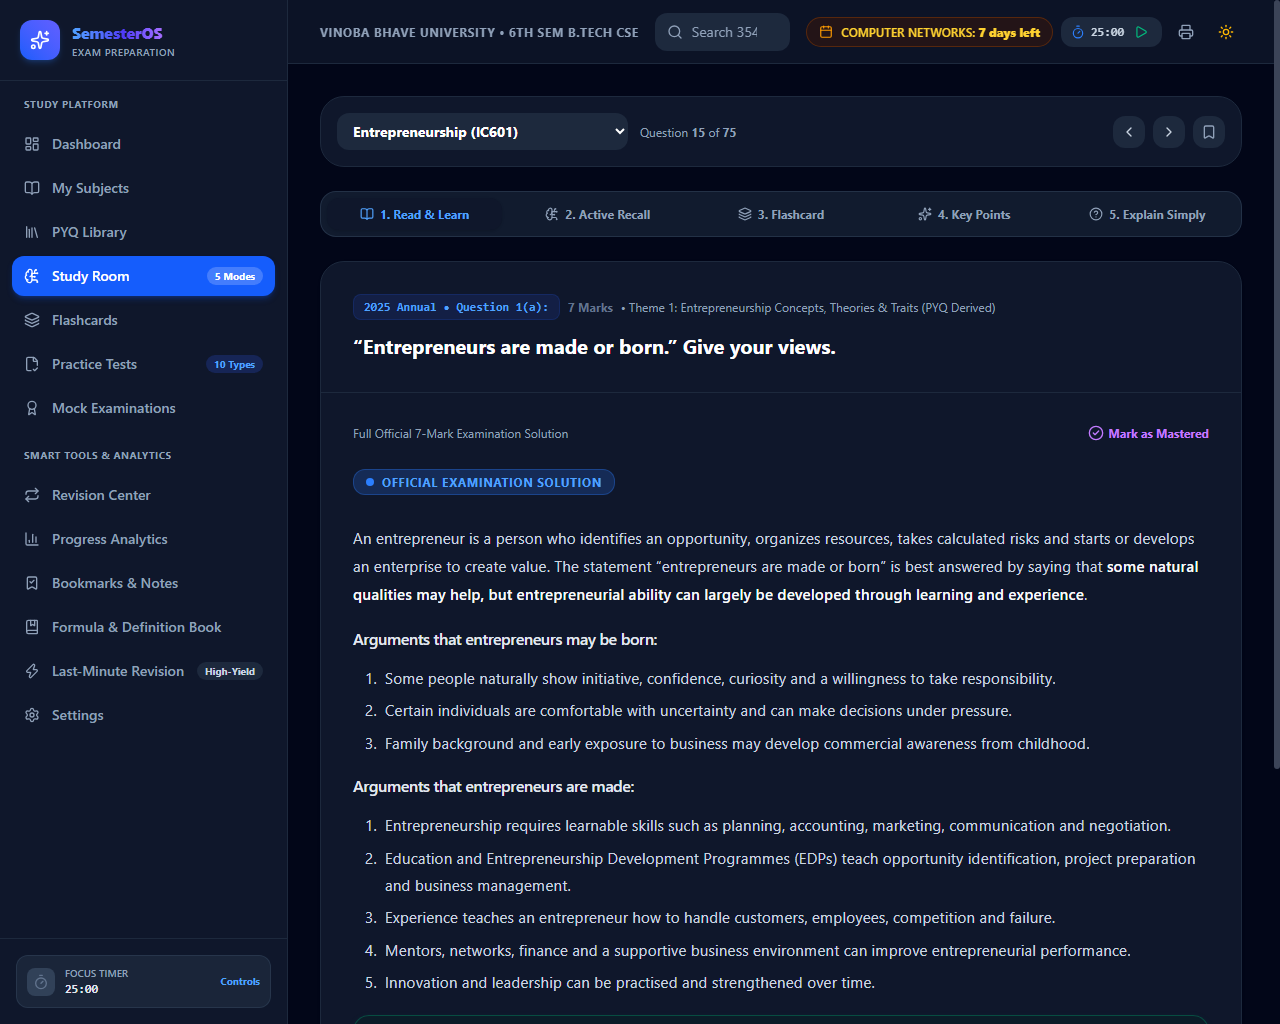 SemesterOS
EXAM PREPARATION
STUDY PLATFORM
Dashboard
My Subjects
PYQ Library
Study Room
5 Modes
Flashcards
Practice Tests
10 Types
Mock Examinations
SMART TOOLS & ANALYTICS
Revision Center
Progress Analytics
Bookmarks & Notes
Formula & Definition Book
Last-Minute Revision
High-Yield
Settings
FOCUS TIMER
25:00
Controls
VINOBA BHAVE UNIVERSITY • 6TH SEM B.TECH CSE
Search 354
COMPUTER NETWORKS: 7 days left
25:00
Entrepreneurship (IC601)
Question 15 of 75
1. Read & Learn
2. Active Recall
3. Flashcard
4. Key Points
5. Explain Simply
2025 Annual • Question 1(a):
7 Marks
• Theme 1: Entrepreneurship Concepts, Theories & Traits (PYQ Derived)
“Entrepreneurs are made or born.” Give your views.
Full Official 7-Mark Examination Solution
Mark as Mastered
OFFICIAL EXAMINATION SOLUTION
An entrepreneur is a person who identifies an opportunity, organizes resources, takes calculated risks and starts or develops
an enterprise to create value. The statement “entrepreneurs are made or born” is best answered by saying that some natural
qualities may help, but entrepreneurial ability can largely be developed through learning and experience.
Arguments that entrepreneurs may be born:
1. Some people naturally show initiative, confidence, curiosity and a willingness to take responsibility.
2. Certain individuals are comfortable with uncertainty and can make decisions under pressure.
3. Family background and early exposure to business may develop commercial awareness from childhood.
Arguments that entrepreneurs are made:
1. Entrepreneurship requires learnable skills such as planning, accounting, marketing, communication and negotiation.
2. Education and Entrepreneurship Development Programmes (EDPs) teach opportunity identification, project preparation
and business management.
3. Experience teaches an entrepreneur how to handle customers, employees, competition and failure.
4. Mentors, networks, finance and a supportive business environment can improve entrepreneurial performance.
5. Innovation and leadership can be practised and strengthened over time.